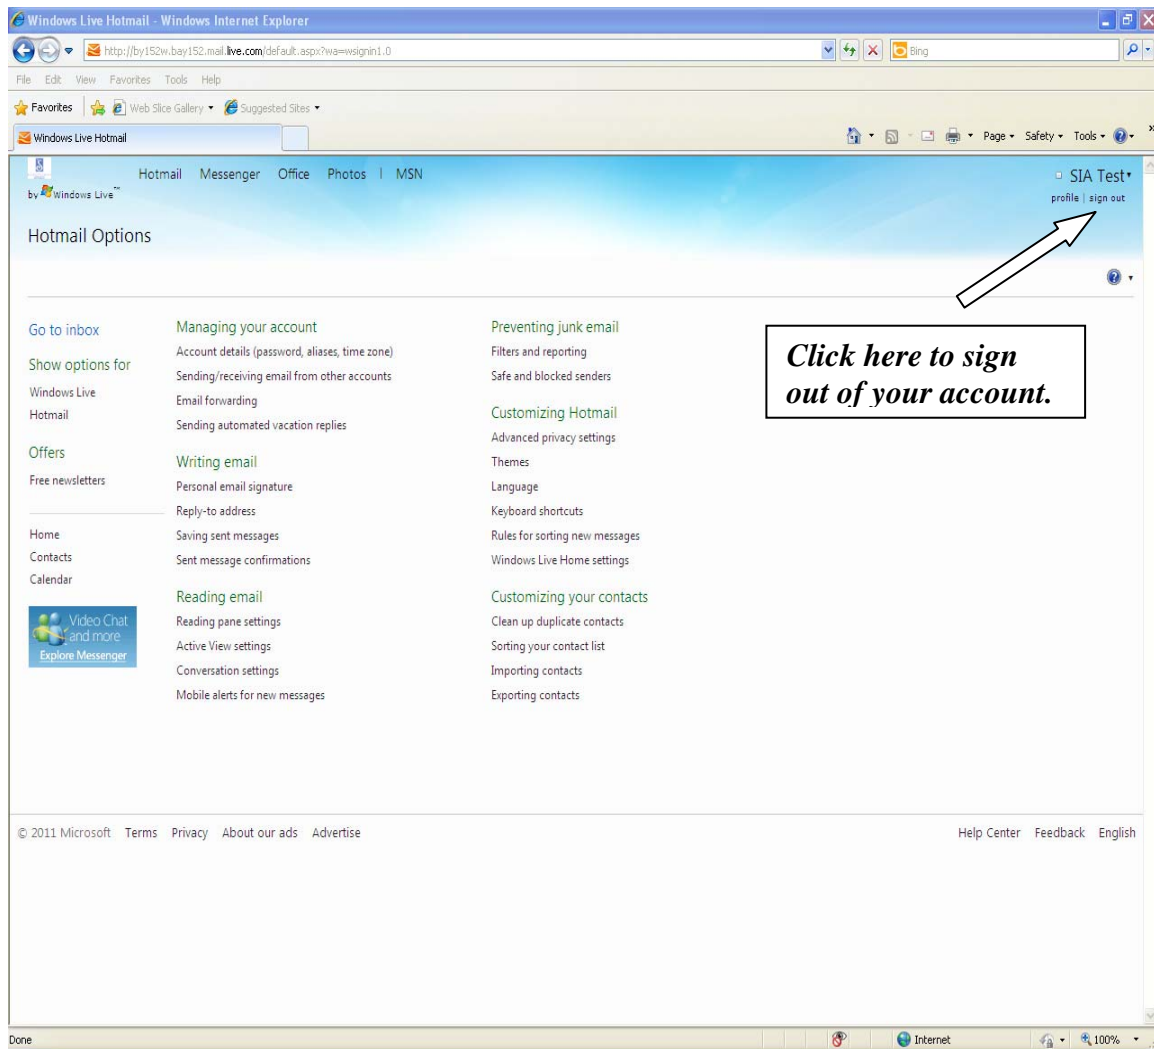 Windows Live Hotmail - Windows Internet Explorer
http://by152w.bay152.mail.live.com/default.aspx?wa=wsignin1.0
Bing
File Edit View Favorites Tools Help
Favorites Web Slice Gallery Suggested Sites
Windows Live Hotmail
Page Safety Tools
Hotmail Messenger Office Photos | MSN
by Windows Live™
SIA Test
profile | sign out
Hotmail Options
Go to inbox
Show options for
Windows Live
Hotmail
Offers
Free newsletters
Home
Contacts
Calendar
Video Chat
and more
Explore Messenger
Managing your account
Account details (password, aliases, time zone)
Sending/receiving email from other accounts
Email forwarding
Sending automated vacation replies
Writing email
Personal email signature
Reply-to address
Saving sent messages
Sent message confirmations
Reading email
Reading pane settings
Active View settings
Conversation settings
Mobile alerts for new messages
Preventing junk email
Filters and reporting
Safe and blocked senders
Customizing Hotmail
Advanced privacy settings
Themes
Language
Keyboard shortcuts
Rules for sorting new messages
Windows Live Home settings
Customizing your contacts
Clean up duplicate contacts
Sorting your contact list
Importing contacts
Exporting contacts
Click here to sign
out of your account.
© 2011 Microsoft Terms Privacy About our ads Advertise
Help Center Feedback English
Done
Internet
100%